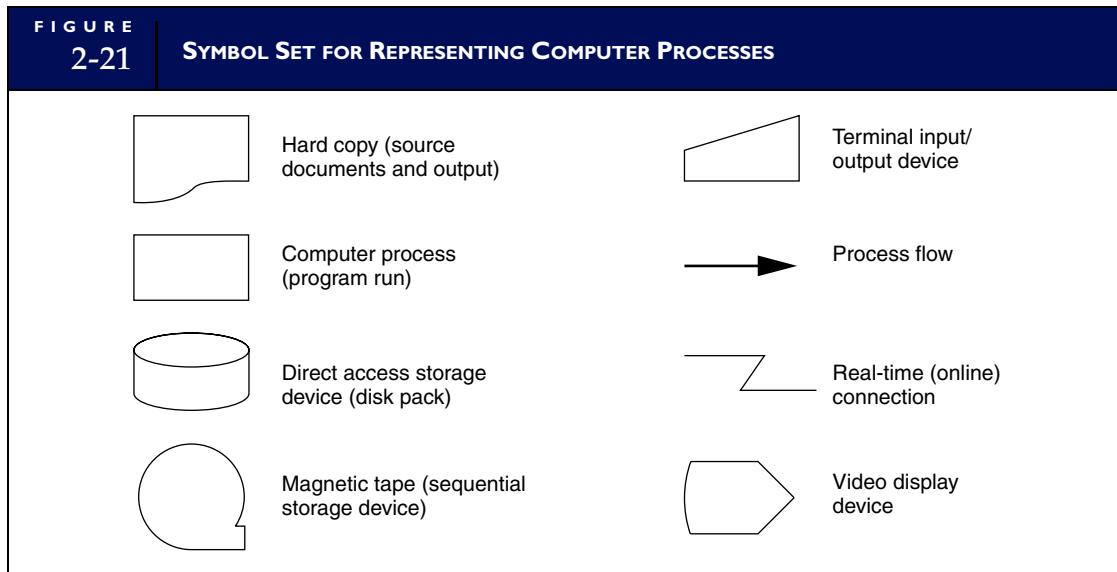 FIGURE
2-21
SYMBOL SET FOR REPRESENTING COMPUTER PROCESSES
Hard copy (source
documents and output)
Computer process
(program run)
Direct access storage
device (disk pack)
Magnetic tape (sequential
storage device)
Terminal input/
output device
Process flow
Real-time (online)
connection
Video display
device